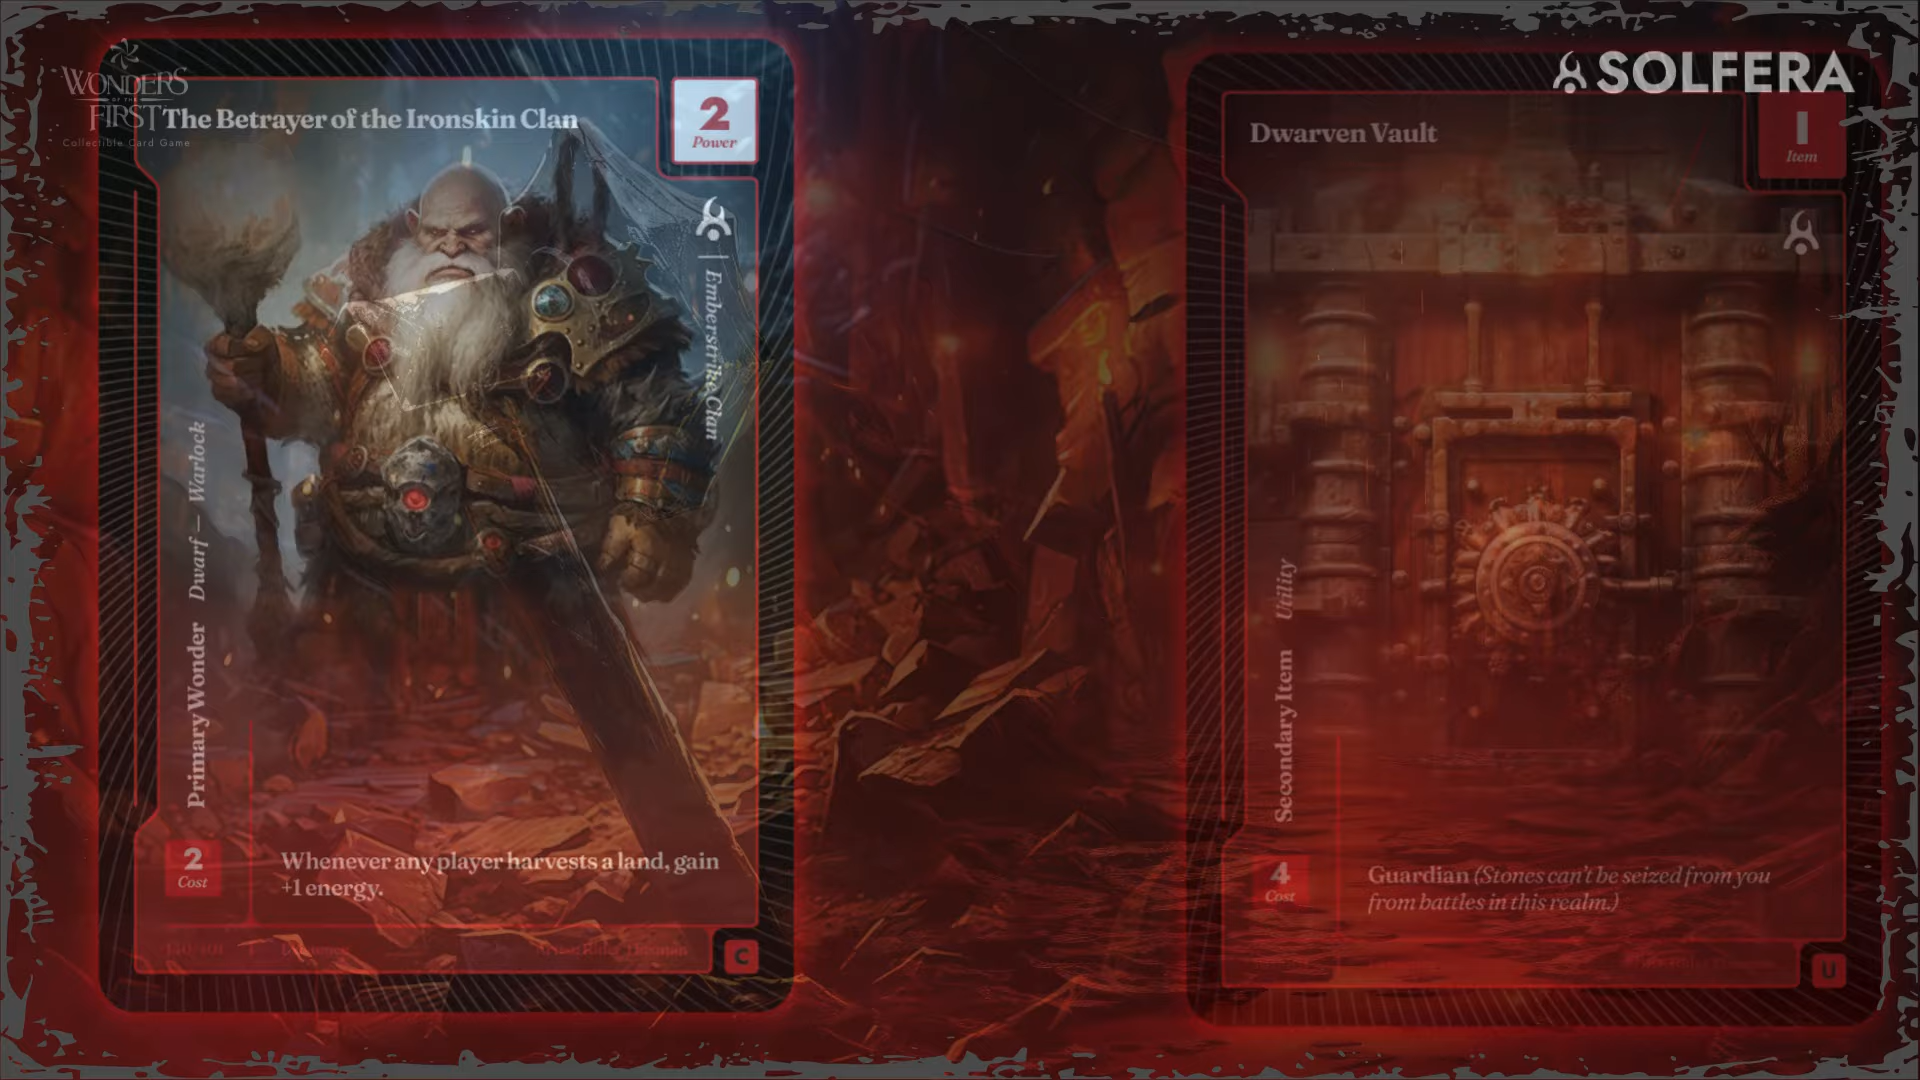 WONDERS
OF THE
FIRST
Collectible Card Game
SOLFERA
The Betrayer of the Ironskin Clan
2
Power
Emberstrike Clan
Primary Wonder Dwarf — Warlock
2
Cost
Whenever any player harvests a land, gain
+1 energy.
C
Dwarven Vault
1
Item
Secondary Item Utility
4
Cost
Guardian (Stones can't be seized from you
from battles in this realm.)
U